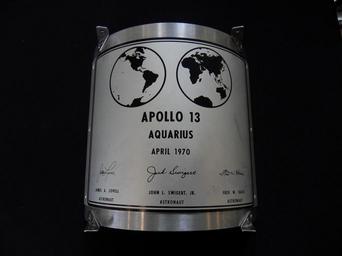 APOLLO 13
AQUARIUS
APRIL 1970
Jack Swigert
JAMES A. LOVELL
ASTRONAUT
JOHN L. SWIGERT, JR.
ASTRONAUT
FRED W. HAISE
ASTRONAUT